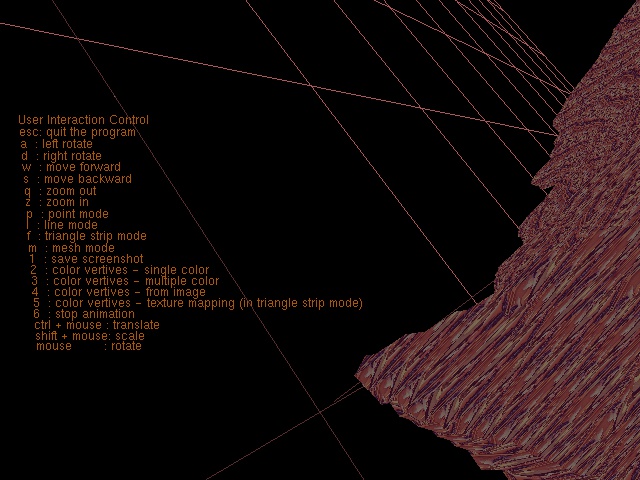 User Interaction Control
esc: quit the program
a : left rotate
d : right rotate
w : move forward
s : move backward
q : zoom out
z : zoom in
p : point mode
l : line mode
f : triangle strip mode
m : mesh mode
1 : save screenshot
2 : color vertives - single color
3 : color vertives - multiple color
4 : color vertives - from image
5 : color vertives - texture mapping (in triangle strip mode)
6 : stop animation
ctrl + mouse : translate
shift + mouse: scale
mouse : rotate